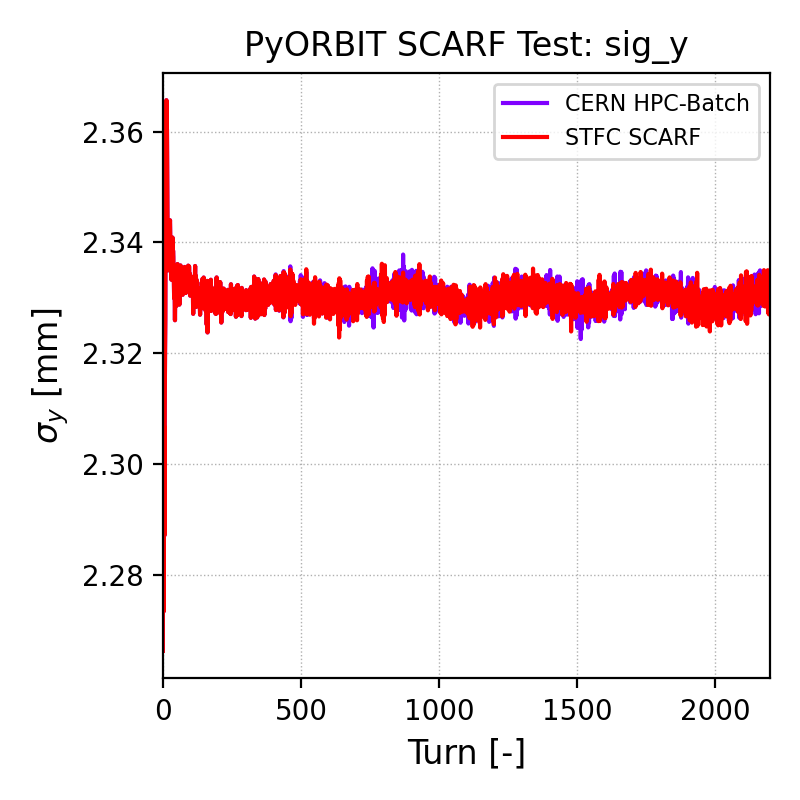 PyORBIT SCARF Test: sig_y
CERN HPC-Batch
STFC SCARF
2.36
2.34
2.32
2.30
2.28
σy [mm]
0 500 1000 1500 2000
Turn [-]